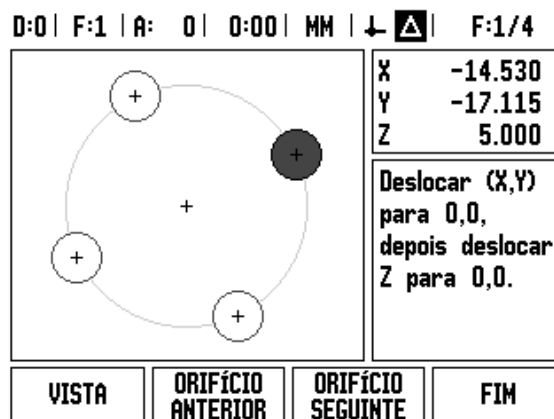 D:0 | F:1 | A: 0 | 0:00 | MM | Δ | F:1/4
X -14.530
Y -17.115
Z 5.000
Deslocar (X,Y)
para 0,0,
depois deslocar
Z para 0,0.
VISTA
ORIFÍCIO
ANTERIOR
ORIFÍCIO
SEGUINTE
FIM